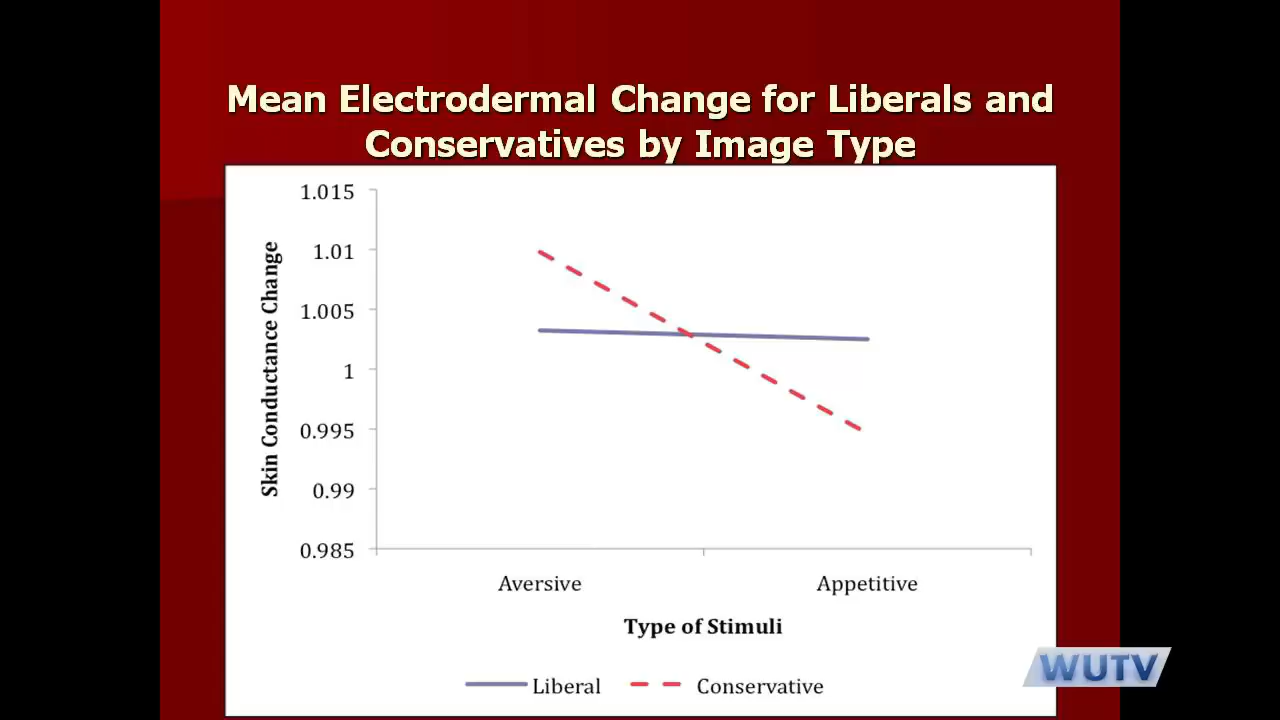 Mean Electrodermal Change for Liberals and
Conservatives by Image Type
1.015
1.01
1.005
1
0.995
0.99
0.985
Skin Conductance Change
Aversive
Appetitive
Type of Stimuli
Liberal
Conservative
WUTV